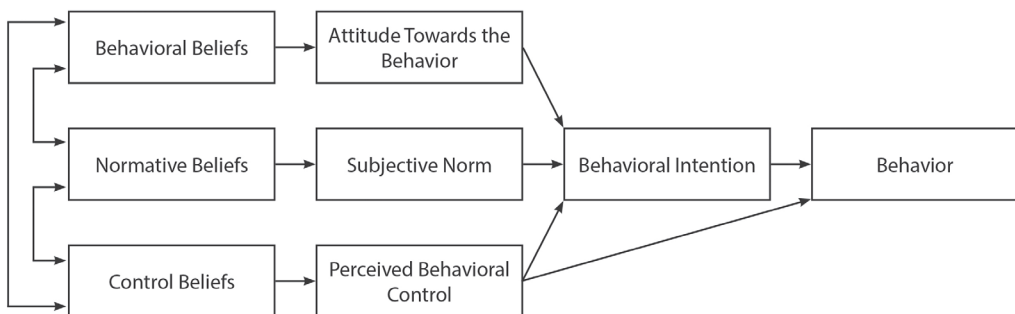 Behavioral Beliefs
Attitude Towards the
Behavior
Normative Beliefs
Subjective Norm
Behavioral Intention
Behavior
Control Beliefs
Perceived Behavioral
Control